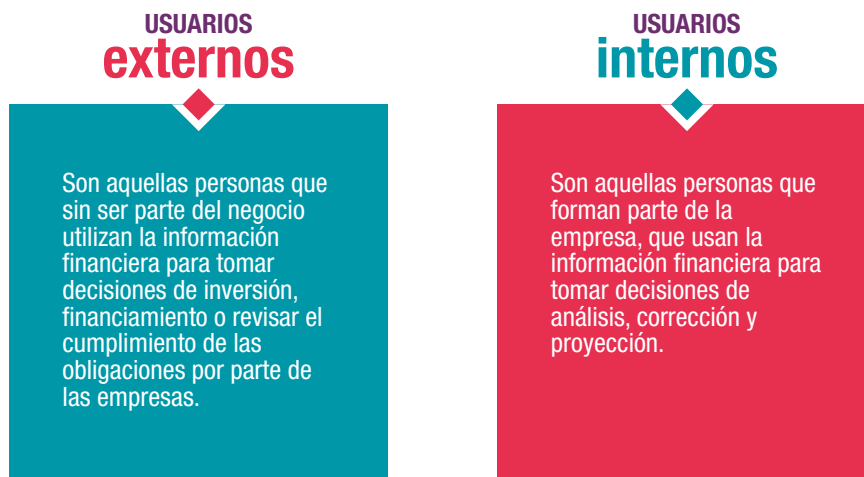 USUARIOS
externos
Son aquellas personas que
sin ser parte del negocio
utilizan la información
financiera para tomar
decisiones de inversión,
financiamiento o revisar el
cumplimiento de las
obligaciones por parte de
las empresas.
USUARIOS
internos
Son aquellas personas que
forman parte de la
empresa, que usan la
información financiera para
tomar decisiones de
análisis, corrección y
proyección.